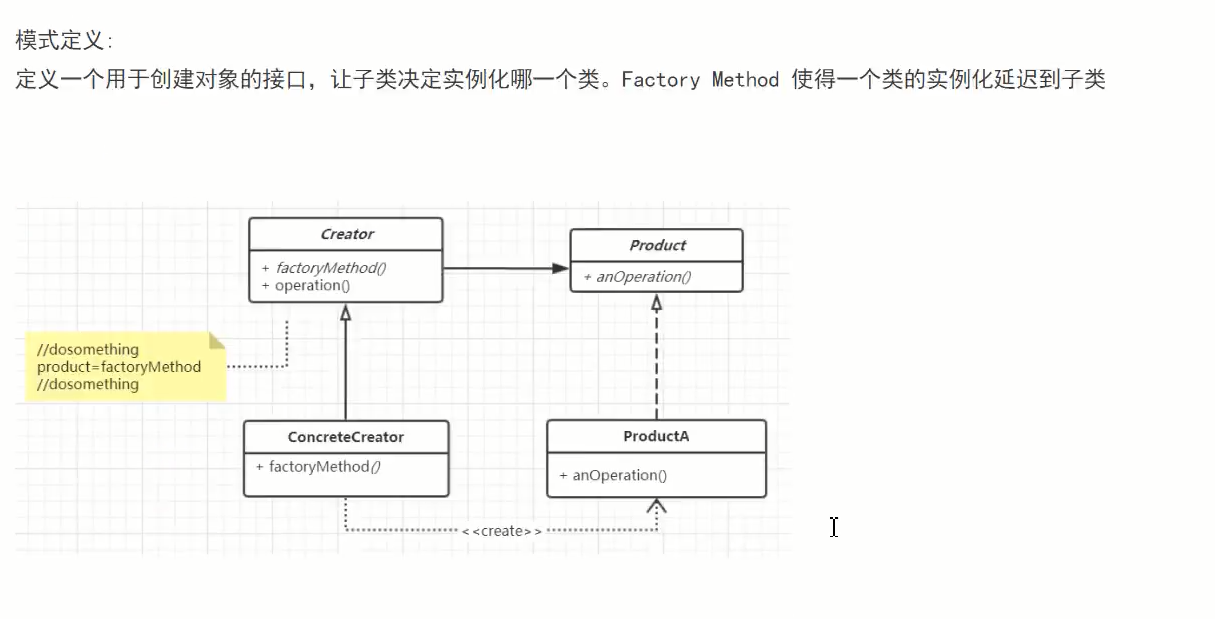 模式定义:
定义一个用于创建对象的接口，让子类决定实例化哪一个类。Factory Method 使得一个类的实例化延迟到子类
Creator
+ factoryMethod()
+ operation()
Product
+ anOperation()
//dosomething
product=factoryMethod
//dosomething
ConcreteCreator
+ factoryMethod()
ProductA
+ anOperation()
<<create>>